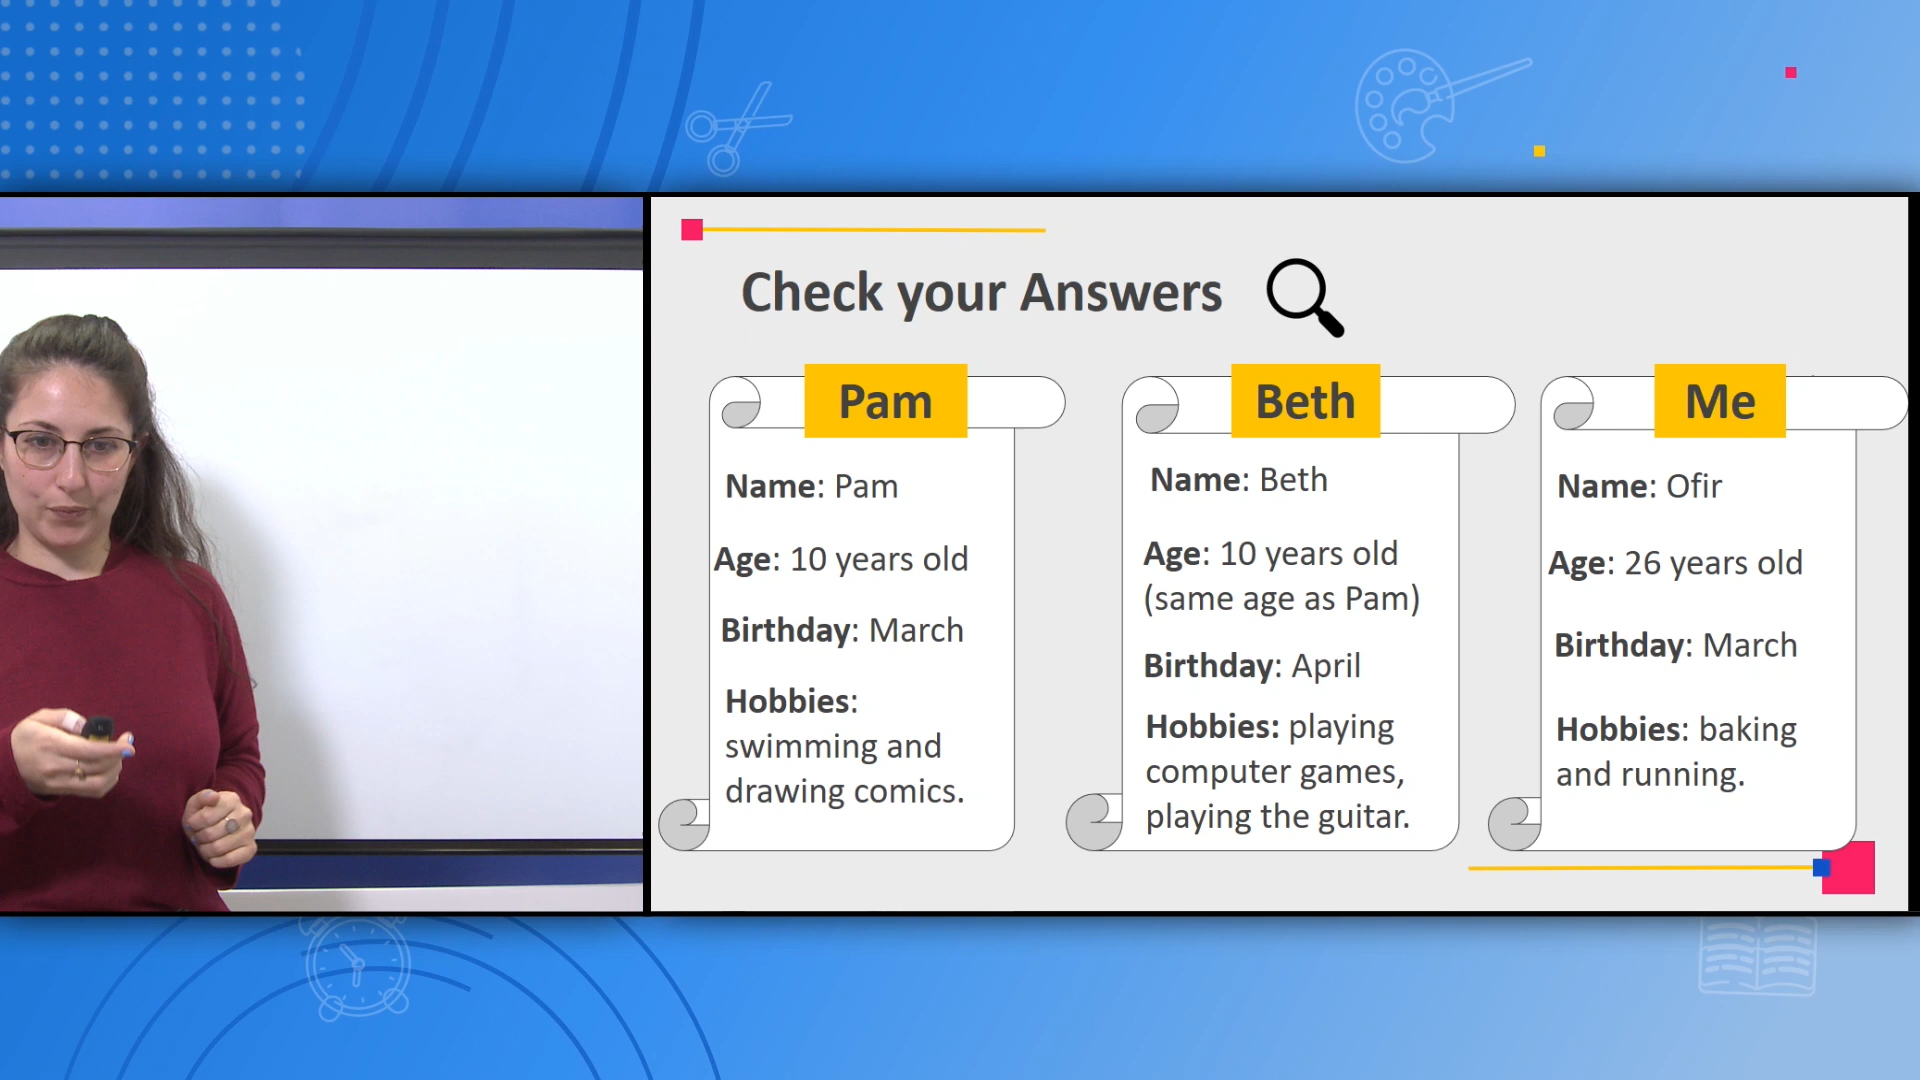 Check your Answers
Pam
Name: Pam
Age: 10 years old
Birthday: March
Hobbies:
swimming and
drawing comics.
Beth
Name: Beth
Age: 10 years old
(same age as Pam)
Birthday: April
Hobbies: playing
computer games,
playing the guitar.
Me
Name: Ofir
Age: 26 years old
Birthday: March
Hobbies: baking
and running.